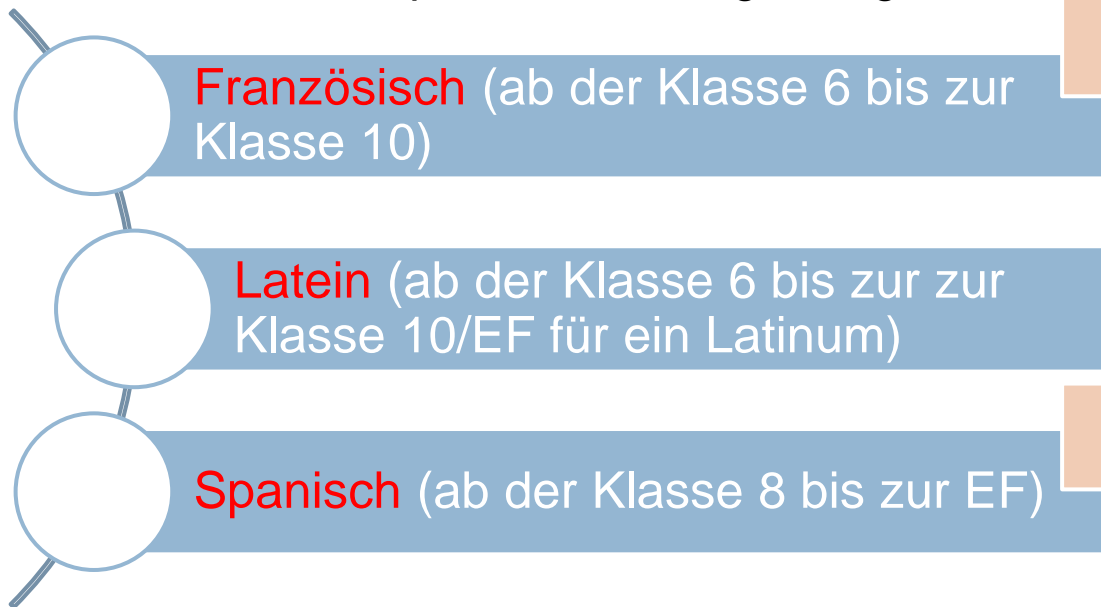 Französisch (ab der Klasse 6 bis zur
Klasse 10)
Latein (ab der Klasse 6 bis zur zur
Klasse 10/EF für ein Latinum)
Spanisch (ab der Klasse 8 bis zur EF)